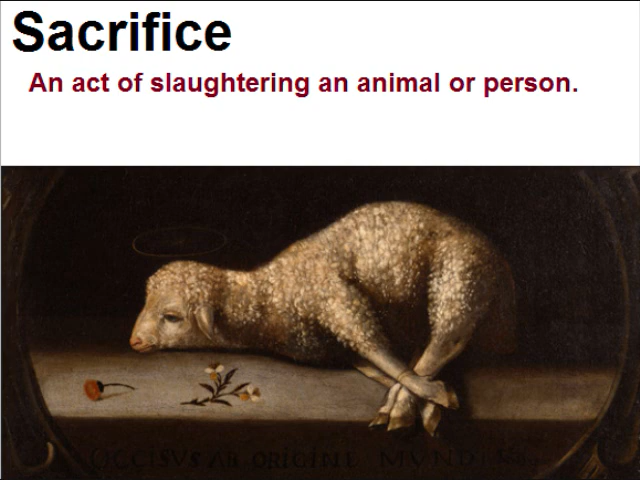 Sacrifice
An act of slaughtering an animal or person.
OCCISVS AB ORIGINE MVNDI